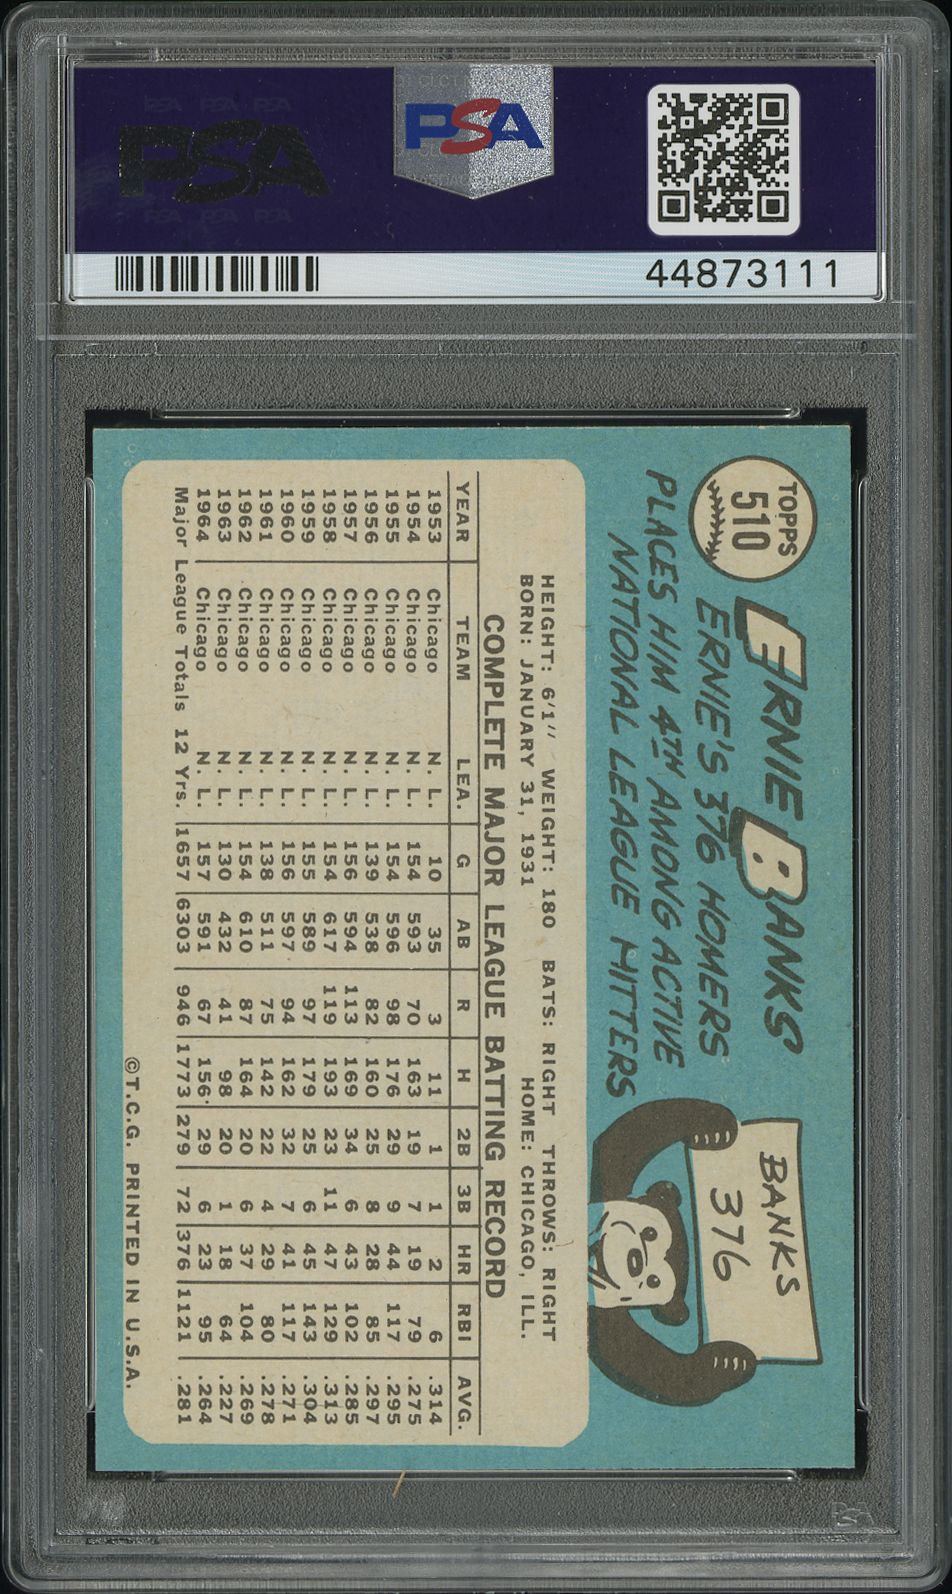 PSA PSA PSA
PSA
PSA PSA PSA
PSA
44873111
TOPPS
510
ERNIE BANKS
ERNIE'S 376 HOMERS
PLACES HIM 4TH AMONG ACTIVE
NATIONAL LEAGUE HITTERS
BANKS
376
HEIGHT: 6'1" WEIGHT: 180 BATS: RIGHT THROWS: RIGHT
BORN: JANUARY 31, 1931 HOME: CHICAGO, ILL.
COMPLETE MAJOR LEAGUE BATTING RECORD
YEAR TEAM LEA. G AB R H 2B 3B HR RBI AVG.
1953 Chicago N. L. 10 35 3 11 1 1 2 6 .314
1954 Chicago N. L. 154 593 70 163 19 7 19 79 .275
1955 Chicago N. L. 154 596 98 176 29 9 44 117 .295
1956 Chicago N. L. 139 538 82 160 25 8 28 85 .297
1957 Chicago N. L. 156 594 113 169 34 6 43 102 .285
1958 Chicago N. L. 154 617 119 193 23 11 47 129 .313
1959 Chicago N. L. 155 589 97 179 25 6 45 143 .304
1960 Chicago N. L. 156 597 94 162 32 7 41 117 .271
1961 Chicago N. L. 138 511 75 142 22 4 29 80 .278
1962 Chicago N. L. 154 610 87 164 20 6 37 104 .269
1963 Chicago N. L. 130 432 41 98 20 1 18 64 .227
1964 Chicago N. L. 157 591 67 156 29 6 23 95 .264
Major League Totals 12 Yrs. 1657 6303 946 1773 279 72 376 1121 .281
©T.C.G. PRINTED IN U.S.A.